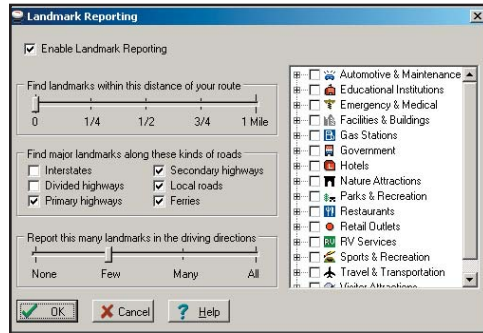 Landmark Reporting
Enable Landmark Reporting
Find landmarks within this distance of your route
0 1/4 1/2 3/4 1 Mile
Find major landmarks along these kinds of roads
Interstates
Secondary highways
Divided highways
Local roads
Primary highways
Ferries
Report this many landmarks in the driving directions
None Few Many All
OK
Cancel
? Help
Automotive & Maintenance
Educational Institutions
Emergency & Medical
Facilities & Buildings
Gas Stations
Government
Hotels
Nature Attractions
Parks & Recreation
Restaurants
Retail Outlets
RV RV Services
Sports & Recreation
Travel & Transportation
Visitor Attractions